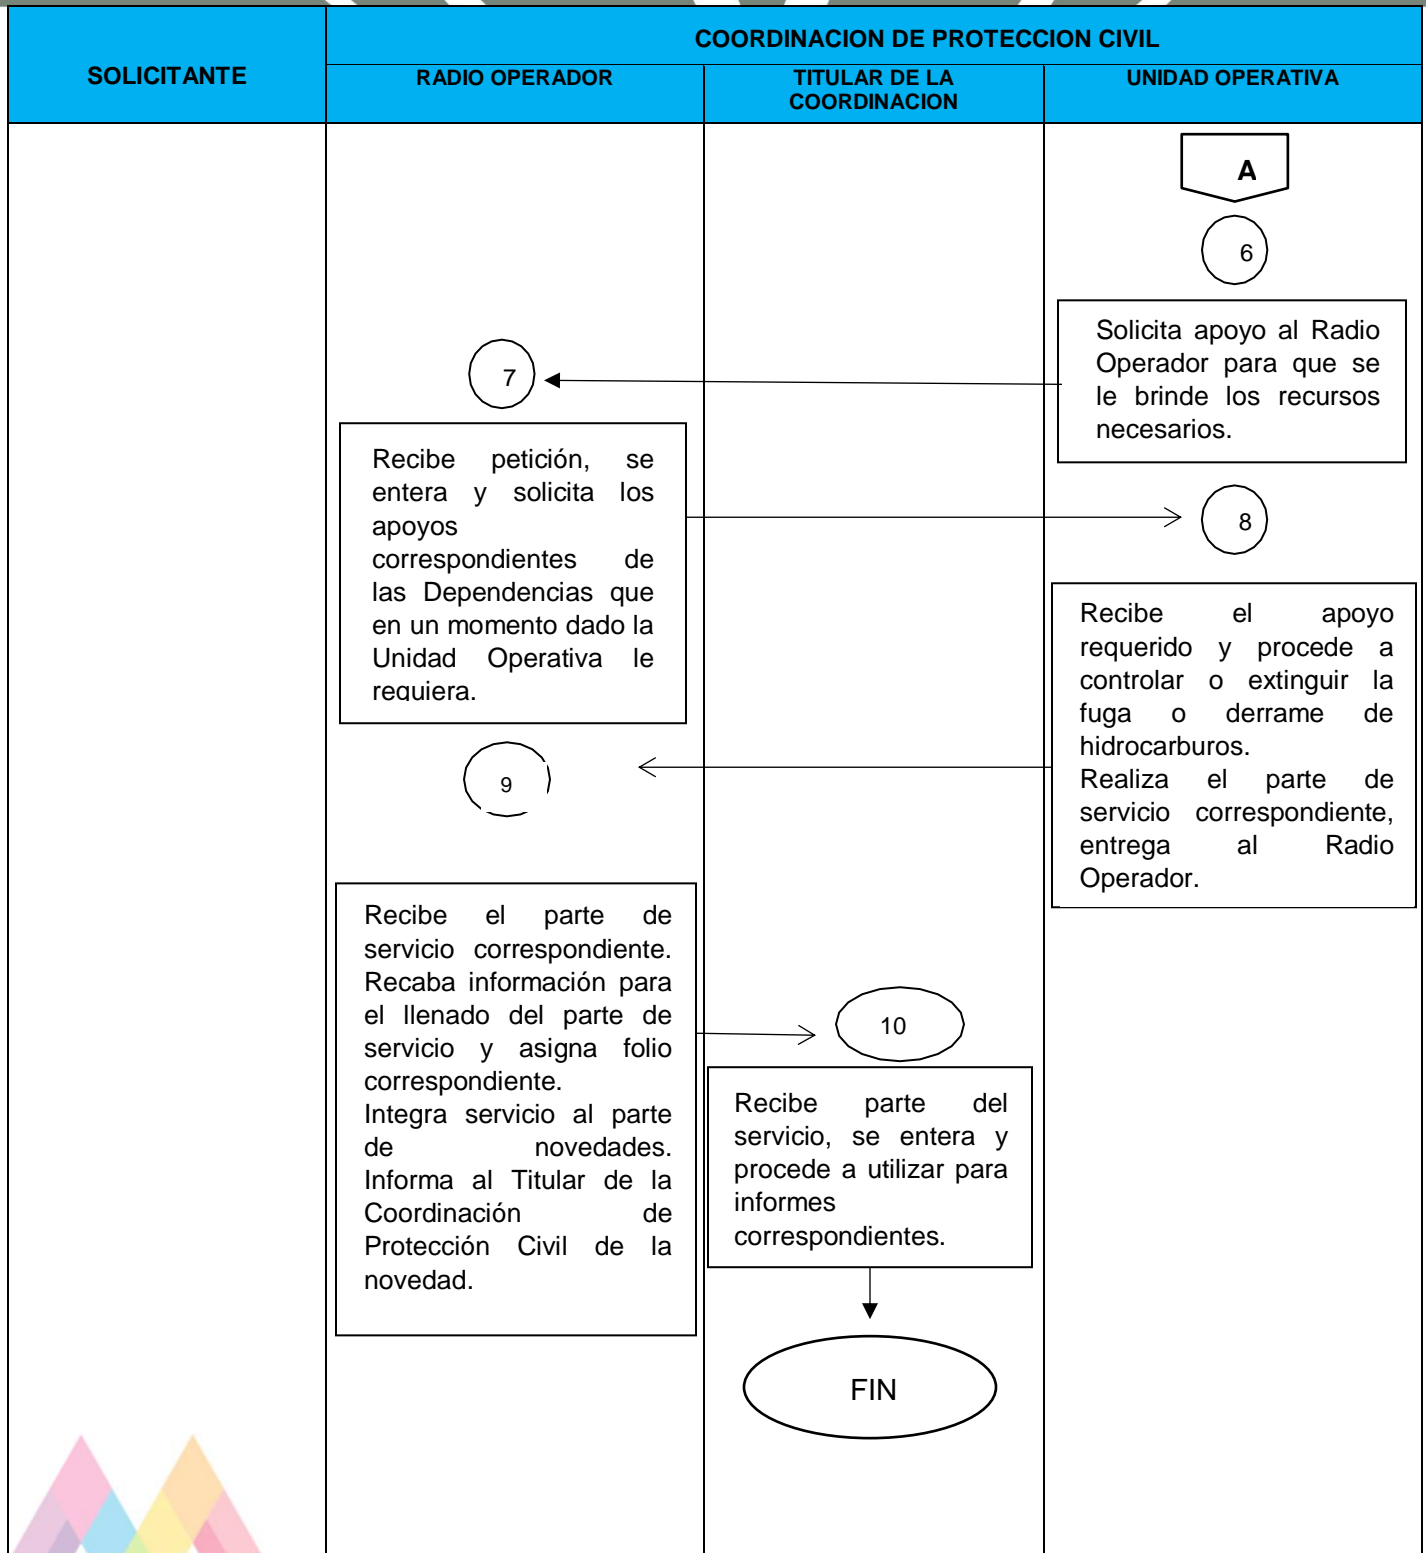 SOLICITANTE
COORDINACION DE PROTECCION CIVIL
RADIO OPERADOR
TITULAR DE LA
COORDINACION
UNIDAD OPERATIVA
A
6
Solicita apoyo al Radio
Operador para que se
le brinde los recursos
necesarios.
7
Recibe petición, se
entera y solicita los
apoyos
correspondientes de
las Dependencias que
en un momento dado la
Unidad Operativa le
requiera.
8
Recibe el apoyo
requerido y procede a
controlar o extinguir la
fuga o derrame de
hidrocarburos.
Realiza el parte de
servicio correspondiente,
entrega al Radio
Operador.
9
Recibe el parte de
servicio correspondiente.
Recaba información para
el llenado del parte de
servicio y asigna folio
correspondiente.
Integra servicio al parte
de novedades.
Informa al Titular de la
Coordinación de
Protección Civil de la
novedad.
10
Recibe parte del
servicio, se entera y
procede a utilizar para
informes
correspondientes.
FIN